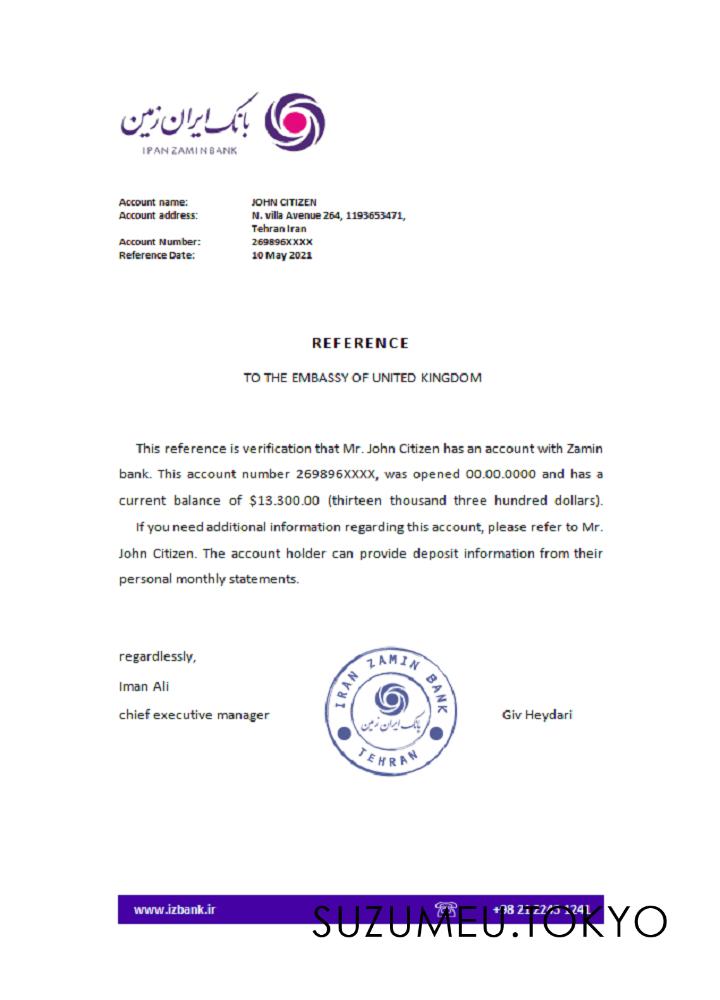 بانک ایران زمین
IRAN ZAMIN BANK
Account name: JOHN CITIZEN
Account address: N. villa Avenue 264, 1193653471,
Tehran Iran
Account Number: 269896XXXX
Reference Date: 10 May 2021
REFERENCE
TO THE EMBASSY OF UNITED KINGDOM
This reference is verification that Mr. John Citizen has an account with Zamin
bank. This account number 269896XXXX, was opened 00.00.0000 and has a
current balance of $13.300.00 (thirteen thousand three hundred dollars).
If you need additional information regarding this account, please refer to Mr.
John Citizen. The account holder can provide deposit information from their
personal monthly statements.
regardlessly,
Iman Ali
chief executive manager
IRAN ZAMIN BANK
بانک ایران زمین
TEHRAN
Giv Heydari
www.izbank.ir
SUZUMEU.TOKYO